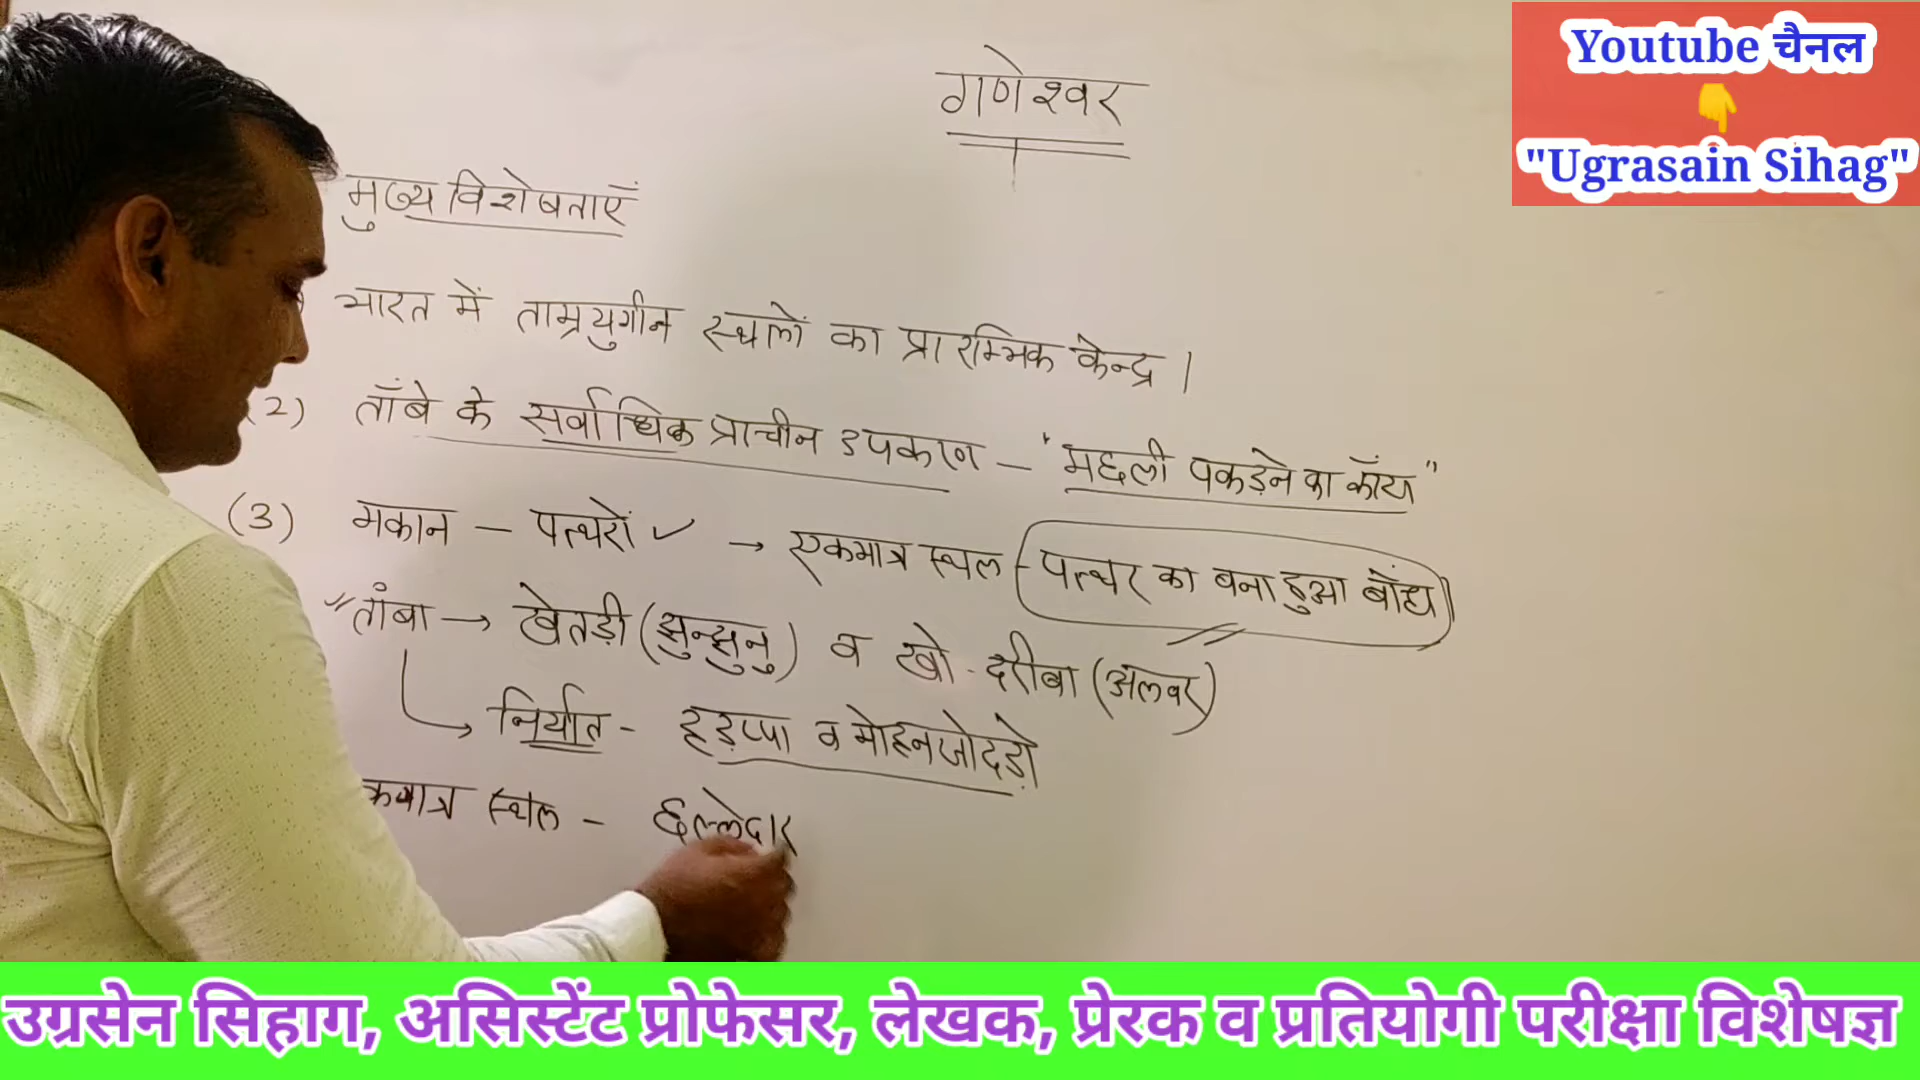 Youtube चैनल
"Ugrasain Sihag"
गणेश्वर
मुख्य विशेषताएँ
भारत में ताम्रयुगीन स्थलों का प्रारम्भिक केन्द्र।
(2) ताँबे के सर्वाधिक प्राचीन उपकरण – "मछली पकड़ने का काँटा"
(3) मकान – पत्थरों ✓ → एकमात्र स्थल - पत्थर का बना हुआ बाँध
तांबा → खेतड़ी (झुन्झुनु) व खो-दरीबा (अलवर)
निर्यात - हड़प्पा व मोहनजोदड़ो
कमात्र स्थल - छल्लेदार
उग्रसेन सिहाग, असिस्टेंट प्रोफेसर, लेखक, प्रेरक व प्रतियोगी परीक्षा विशेषज्ञ